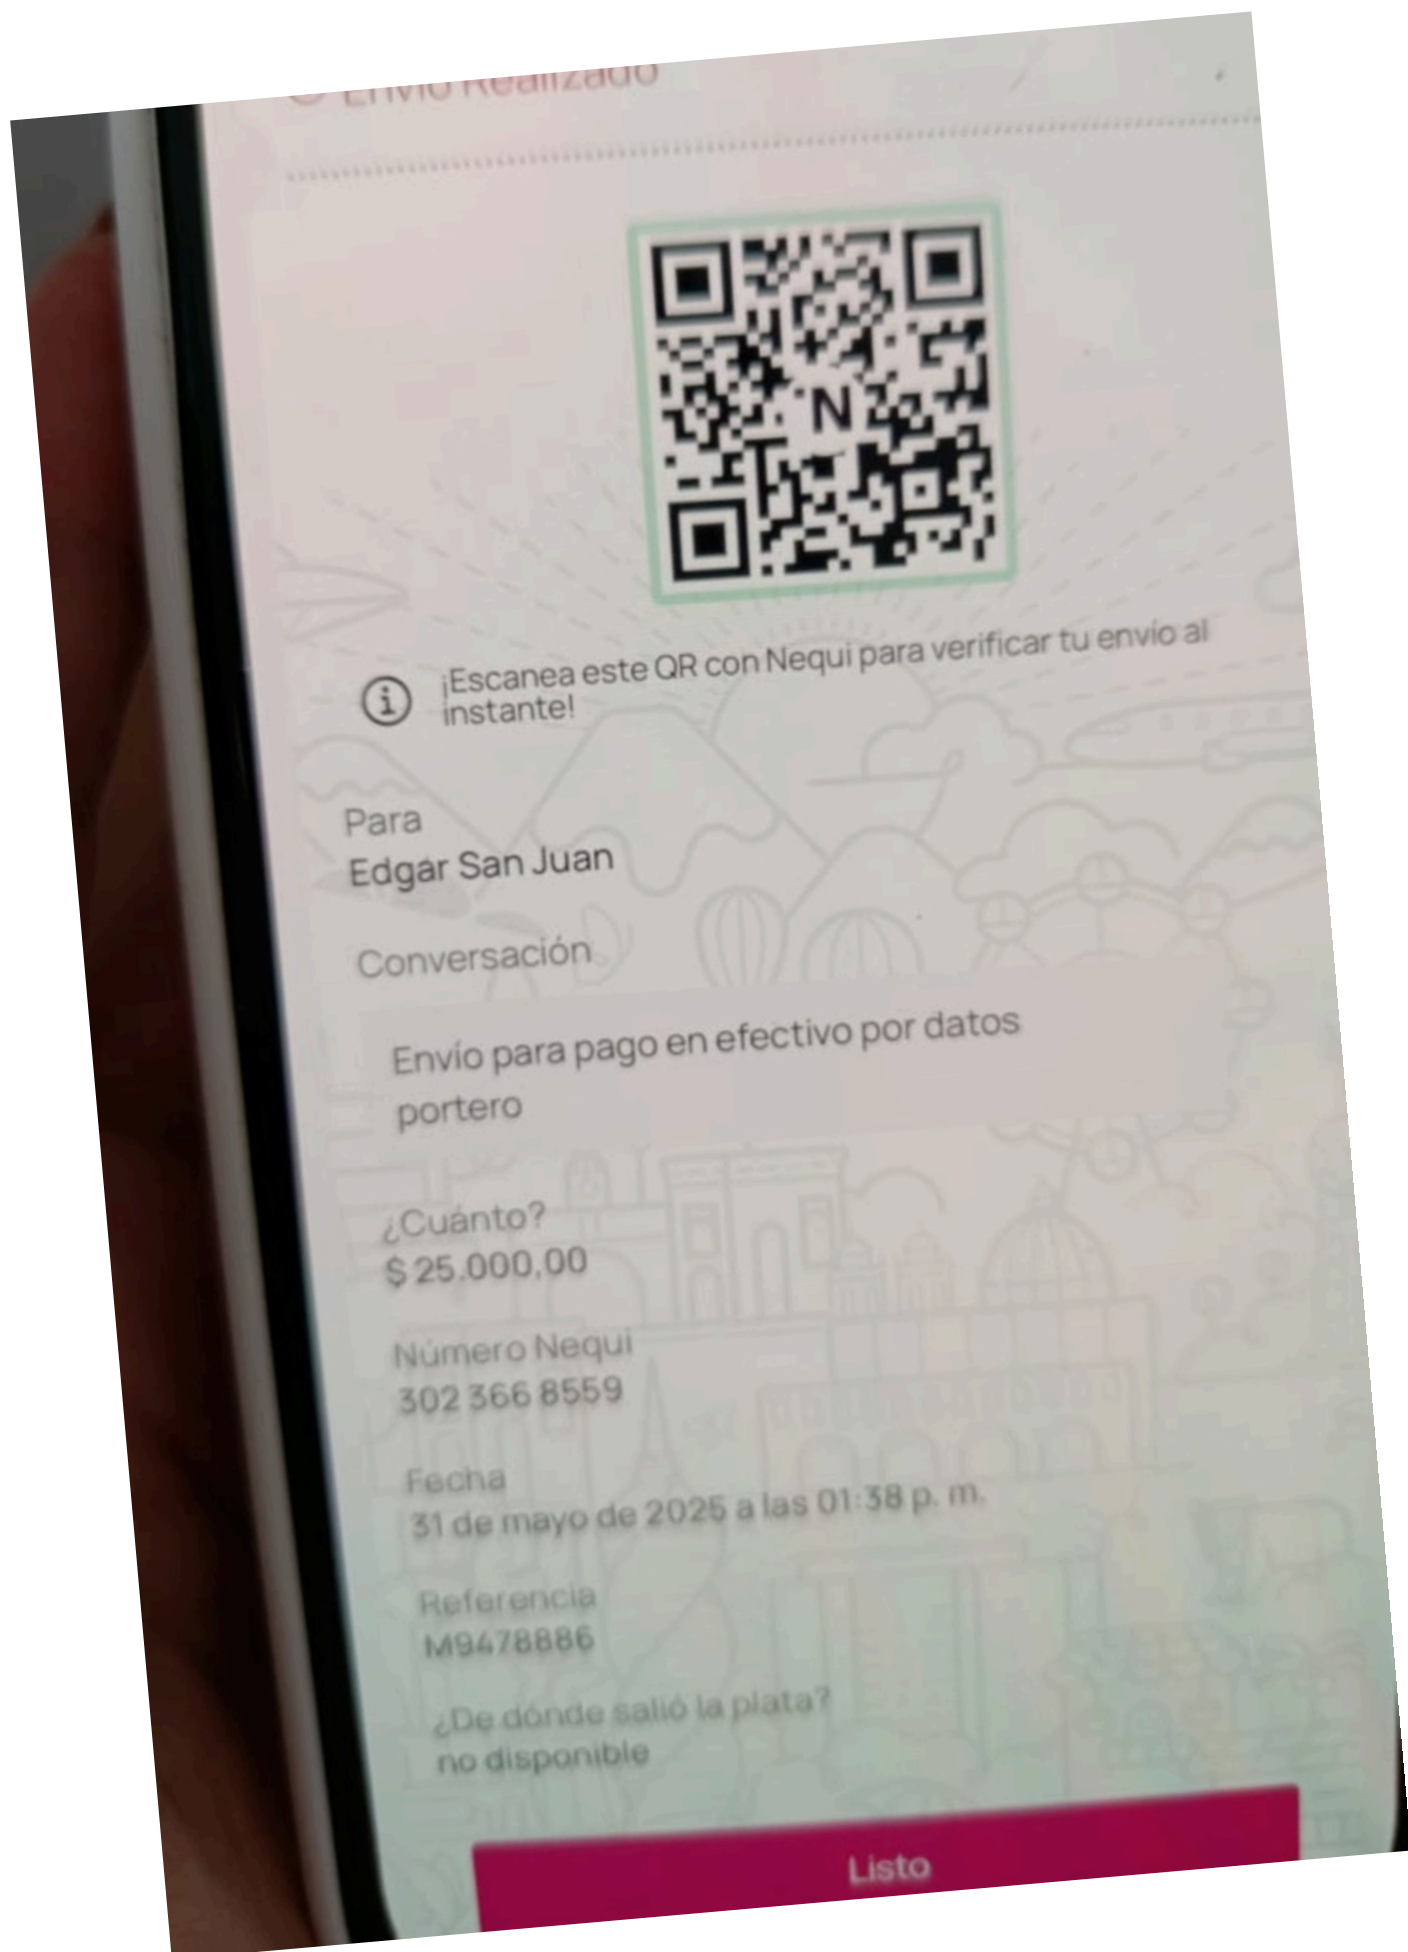 Envío Realizado
N
¡Escanea este QR con Nequi para verificar tu envío al
instante!
Para
Edgar San Juan
Conversación
Envío para pago en efectivo por datos
portero
¿Cuánto?
$ 25.000,00
Número Nequi
302 366 8559
Fecha
31 de mayo de 2025 a las 01:38 p. m.
Referencia
M9478886
¿De dónde salió la plata?
no disponible
Listo